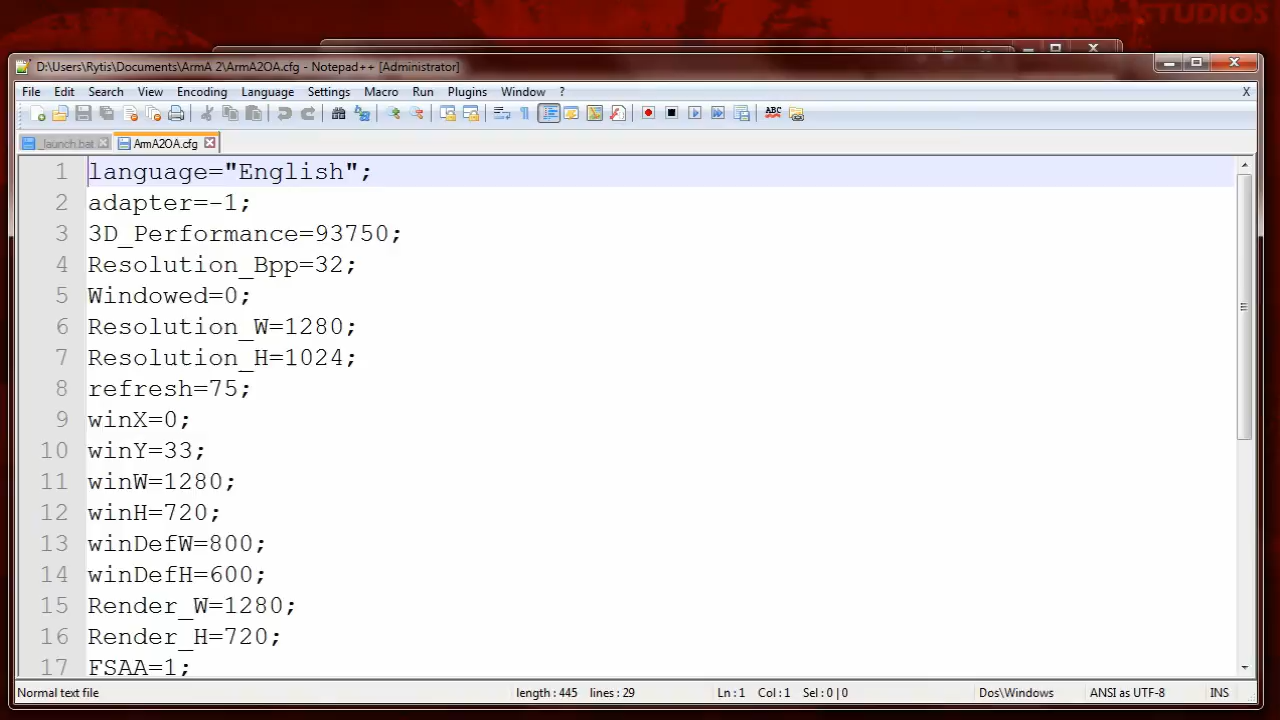 STUDIOS
D:\Users\Rytis\Documents\ArmA 2\ArmA2OA.cfg - Notepad++ [Administrator]
File Edit Search View Encoding Language Settings Macro Run Plugins Window ? X
ABC
_launch.bat ArmA2OA.cfg
1 language="English";
2 adapter=-1;
3 3D_Performance=93750;
4 Resolution_Bpp=32;
5 Windowed=0;
6 Resolution_W=1280;
7 Resolution_H=1024;
8 refresh=75;
9 winX=0;
10 winY=33;
11 winW=1280;
12 winH=720;
13 winDefW=800;
14 winDefH=600;
15 Render_W=1280;
16 Render_H=720;
17 FSAA=1;
Normal text file length : 445 lines : 29 Ln : 1 Col : 1 Sel : 0 | 0 Dos\Windows ANSI as UTF-8 INS